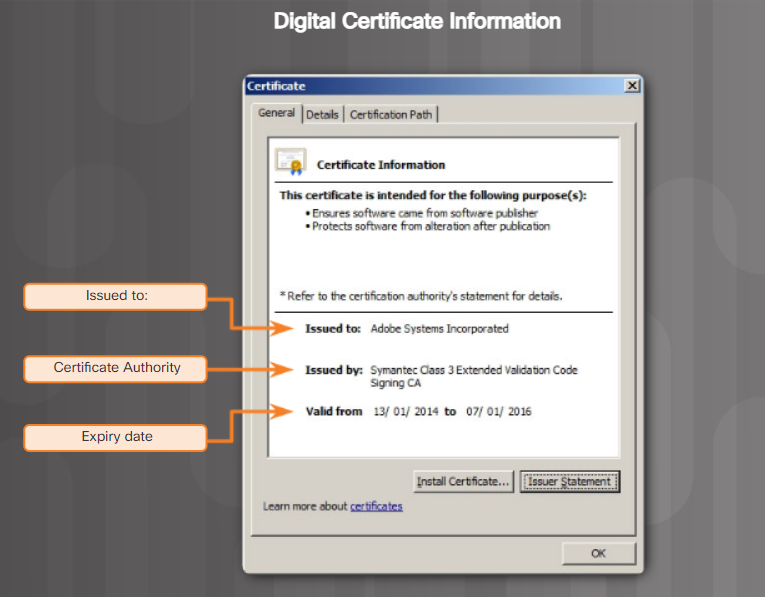 Digital Certificate Information
Certificate
General
Details
Certification Path
Certificate Information
This certificate is intended for the following purpose(s):
• Ensures software came from software publisher
• Protects software from alteration after publication
* Refer to the certification authority's statement for details.
Issued to:
Issued to: Adobe Systems Incorporated
Certificate Authority
Issued by: Symantec Class 3 Extended Validation Code
Signing CA
Expiry date
Valid from 13/ 01/ 2014 to 07/ 01/ 2016
Install Certificate...
Issuer Statement
Learn more about certificates
OK